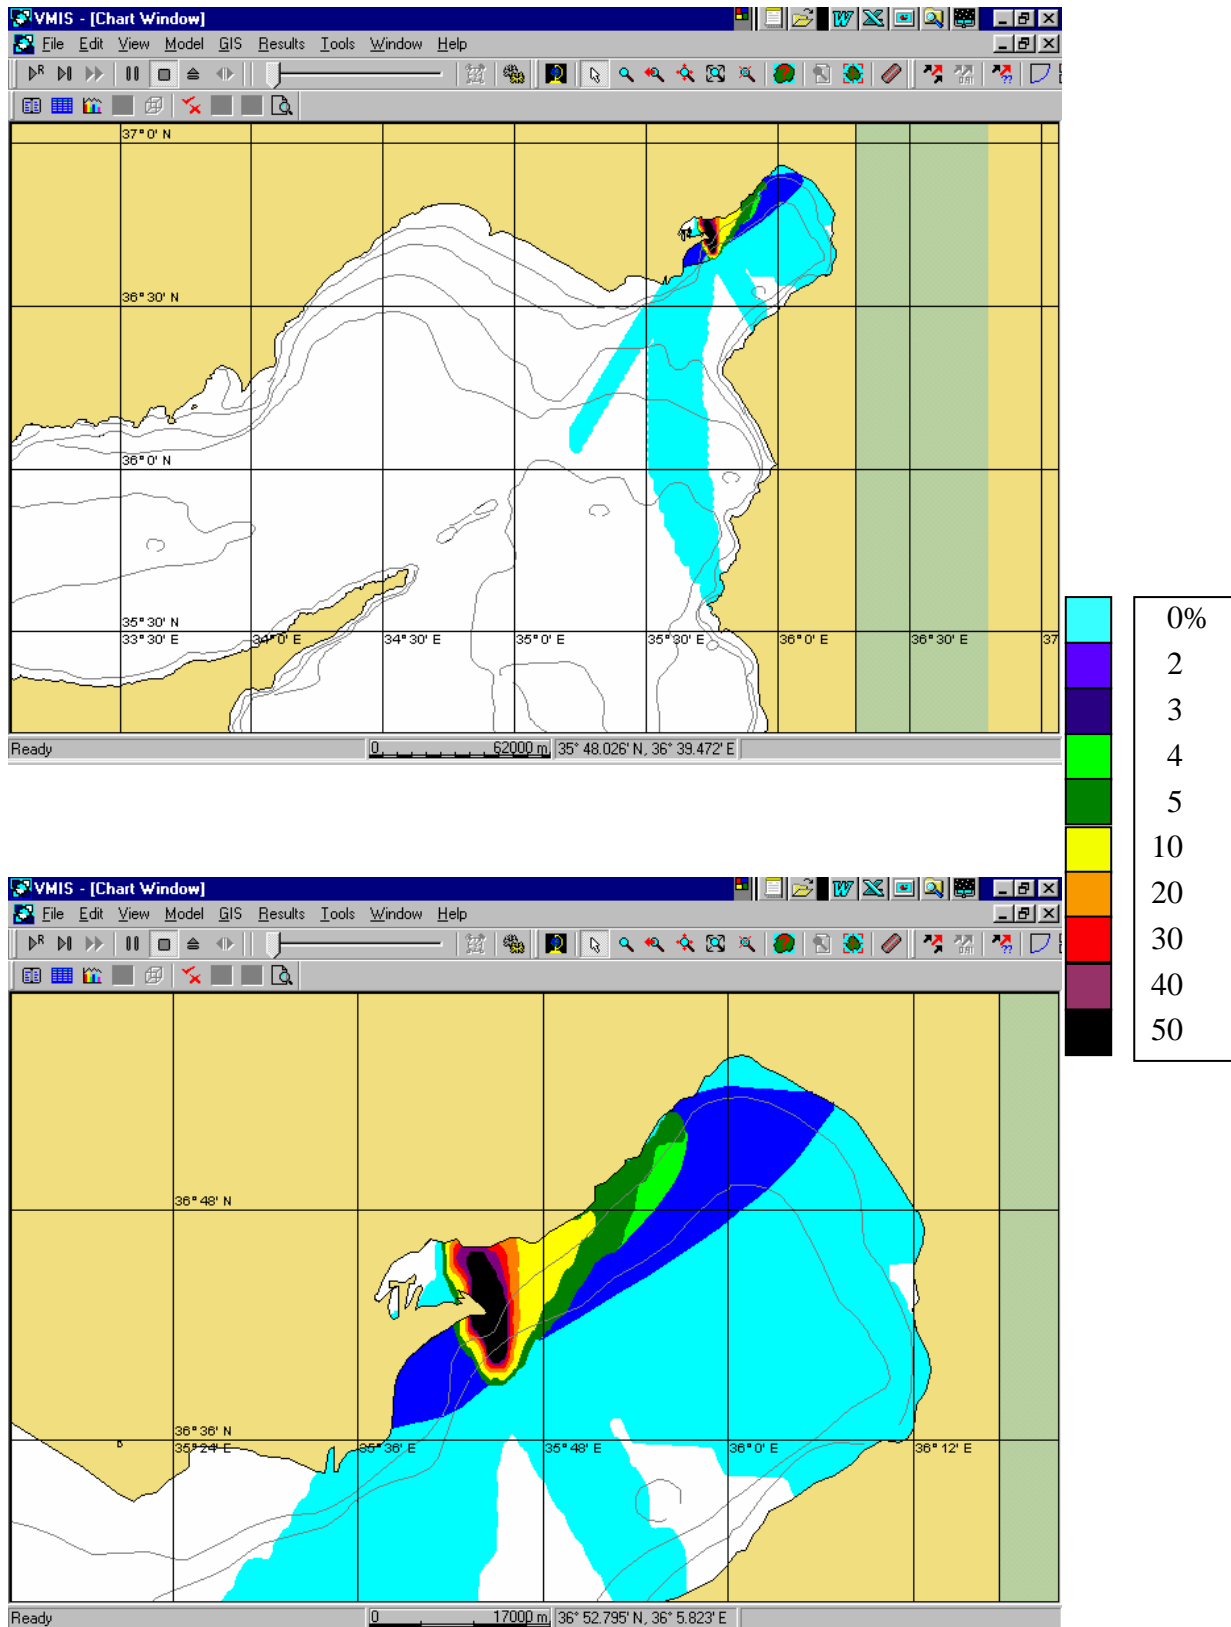 VMIS - [Chart Window]
File Edit View Model GIS Results Tools Window Help
37° 0' N
36° 30' N
36° 0' N
35° 30' N
33° 30' E 34° 0' E 34° 30' E 35° 0' E 35° 30' E 36° 0' E 36° 30' E 37
Ready 0 62000 m 35° 48.026' N, 36° 39.472' E
0%
2
3
4
5
10
20
30
40
50
VMIS - [Chart Window]
File Edit View Model GIS Results Tools Window Help
36° 48' N
36° 36' N
35° 24' E 35° 36' E 35° 48' E 36° 0' E 36° 12' E
Ready 0 17000 m 36° 52.795' N, 36° 5.823' E